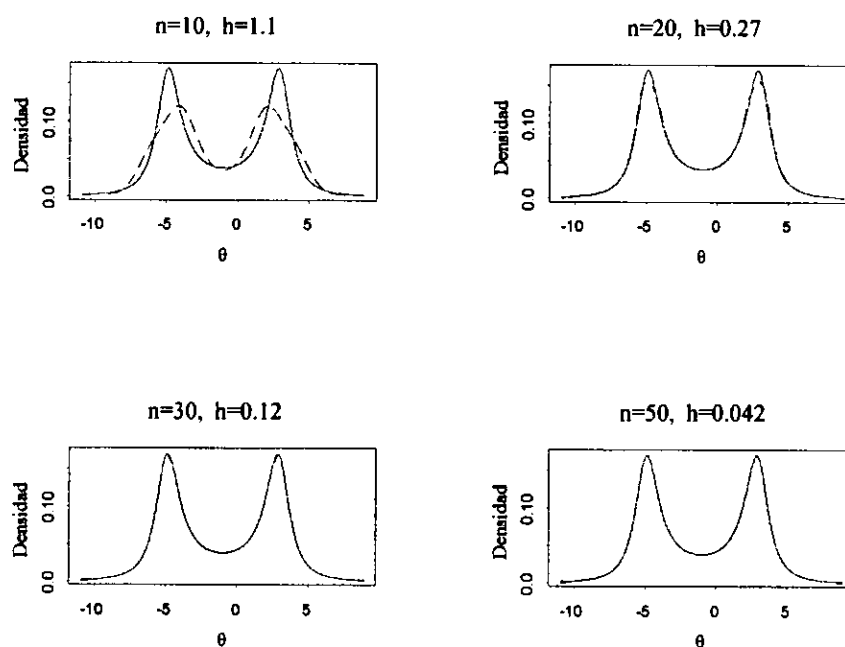 n=10, h=1.1
Densidad
0.10
0.0
-10 -5 0 5
θ
n=20, h=0.27
Densidad
0.10
0.0
-10 -5 0 5
θ
n=30, h=0.12
Densidad
0.10
0.0
-10 -5 0 5
θ
n=50, h=0.042
Densidad
0.10
0.0
-10 -5 0 5
θ